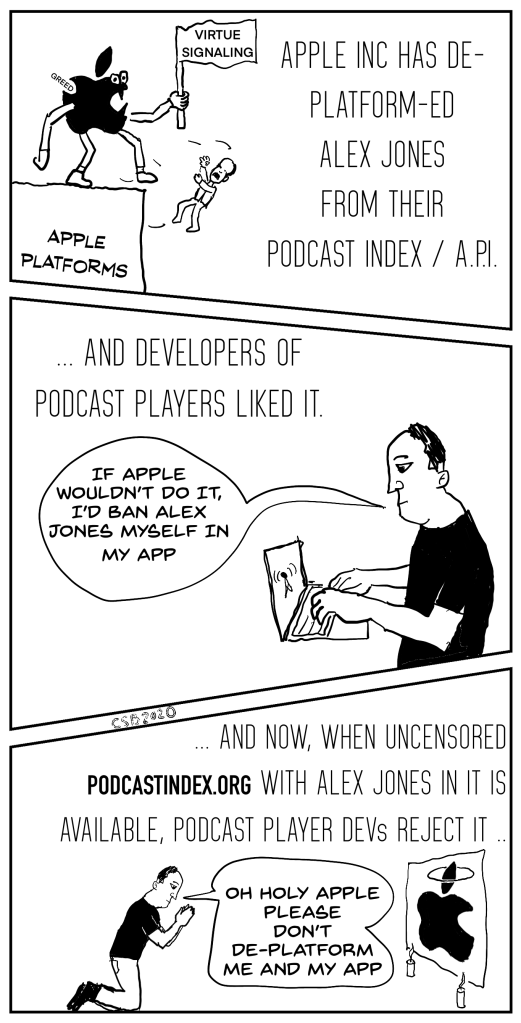 VIRTUE
SIGNALING
GREED
APPLE
PLATFORMS
APPLE INC HAS DE-
PLATFORM-ED
ALEX JONES
FROM THEIR
PODCAST INDEX / A.P.I.
... AND DEVELOPERS OF
PODCAST PLAYERS LIKED IT.
IF APPLE
WOULDN'T DO IT,
I'D BAN ALEX
JONES MYSELF IN
MY APP
CSB2020
... AND NOW, WHEN UNCENSORED
PODCASTINDEX.ORG WITH ALEX JONES IN IT IS
AVAILABLE, PODCAST PLAYER DEVs REJECT IT ..
OH HOLY APPLE
PLEASE
DON'T
DE-PLATFORM
ME AND MY APP